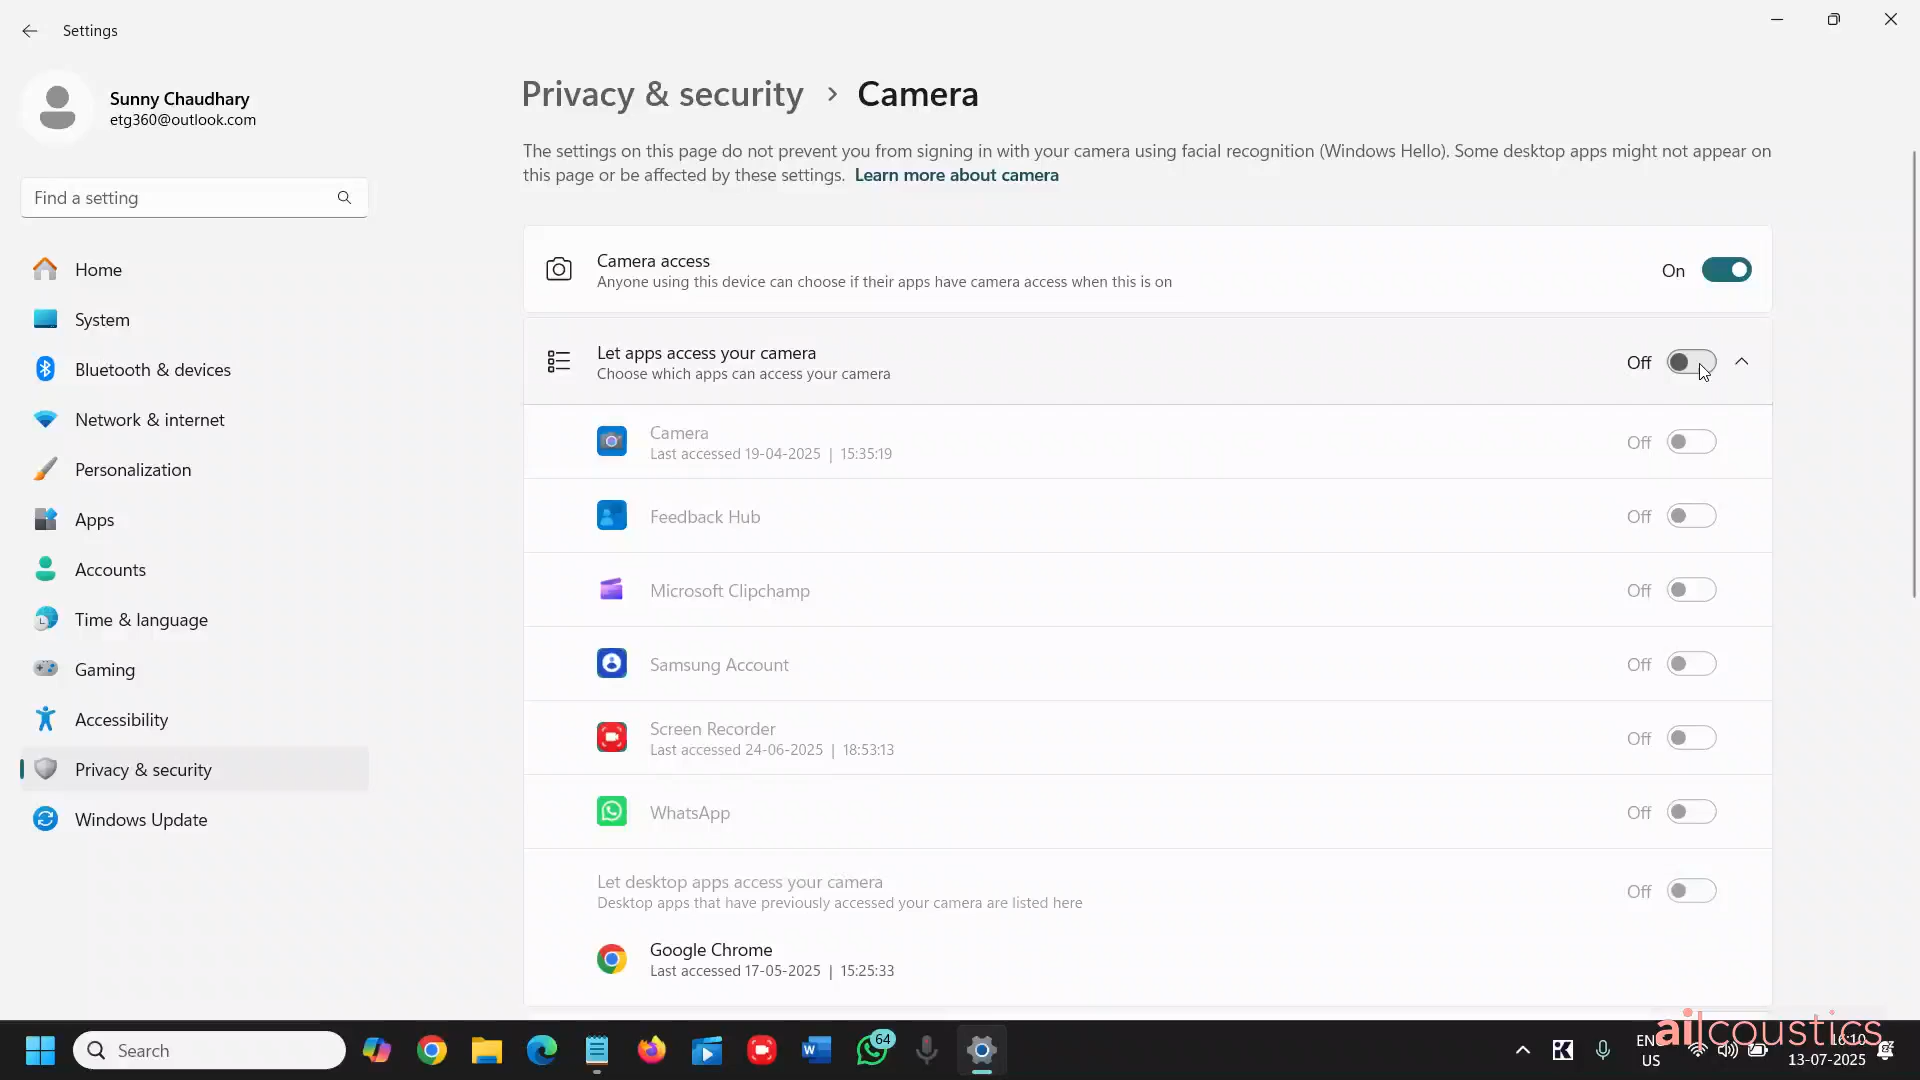 Settings
Sunny Chaudhary
etg360@outlook.com
Find a setting
Home
System
Bluetooth & devices
Network & internet
Personalization
Apps
Accounts
Time & language
Gaming
Accessibility
Privacy & security
Windows Update
Privacy & security > Camera
The settings on this page do not prevent you from signing in with your camera using facial recognition (Windows Hello). Some desktop apps might not appear on
this page or be affected by these settings. Learn more about camera
Camera access
Anyone using this device can choose if their apps have camera access when this is on
On
Let apps access your camera
Choose which apps can access your camera
Off
Camera
Last accessed 19-04-2025 | 15:35:19
Off
Feedback Hub
Off
Microsoft Clipchamp
Off
Samsung Account
Off
Screen Recorder
Last accessed 24-06-2025 | 18:53:13
Off
WhatsApp
Off
Let desktop apps access your camera
Desktop apps that have previously accessed your camera are listed here
Off
Google Chrome
Last accessed 17-05-2025 | 15:25:33
Search
64
EN
US
ai|coustics
16:10
13-07-2025